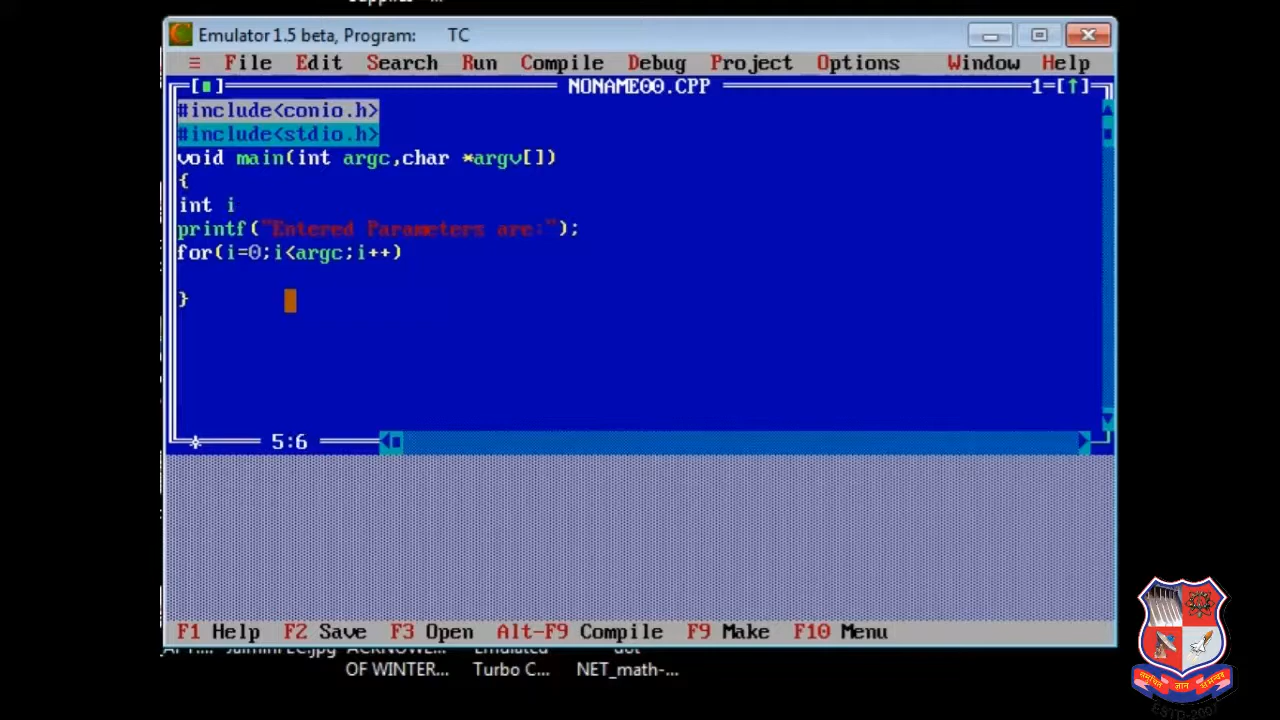 Emulator 1.5 beta, Program: TC
≡ File Edit Search Run Compile Debug Project Options Window Help
[■] NONAME00.CPP 1=[↑]
#include<conio.h>
#include<stdio.h>
void main(int argc,char *argv[])
{
int i
printf("Entered Parameters are:");
for(i=0;i<argc;i++)
}
5:6
F1 Help F2 Save F3 Open Alt-F9 Compile F9 Make F10 Menu
OF WINTER... Turbo C... NET_math-...